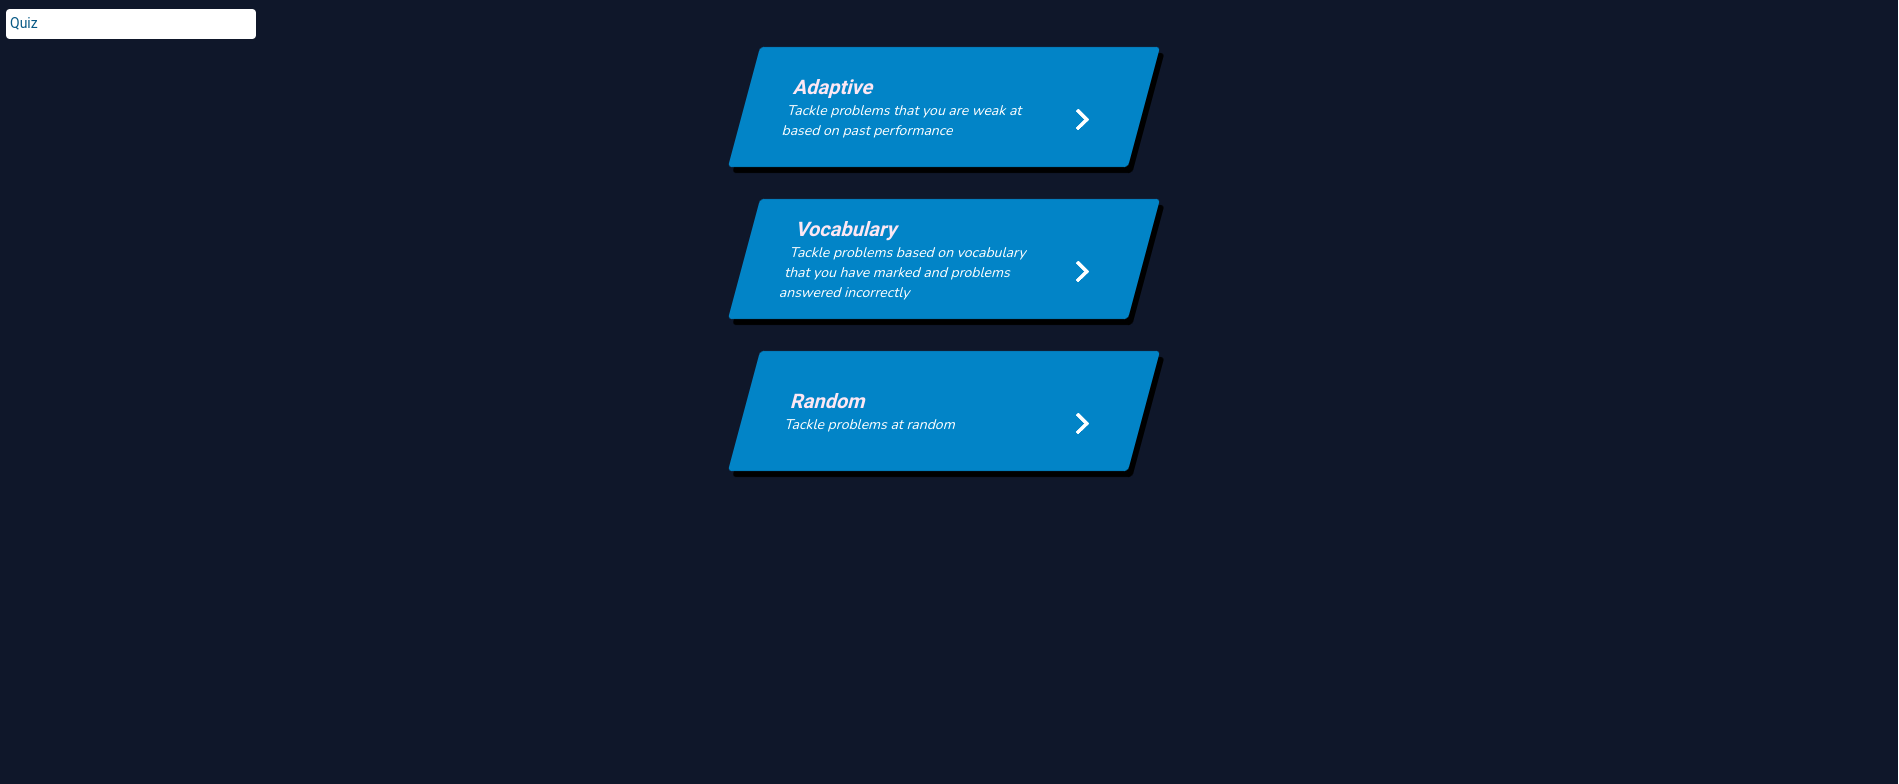 Quiz
Adaptive
Tackle problems that you are weak at
based on past performance
Vocabulary
Tackle problems based on vocabulary
that you have marked and problems
answered incorrectly
Random
Tackle problems at random